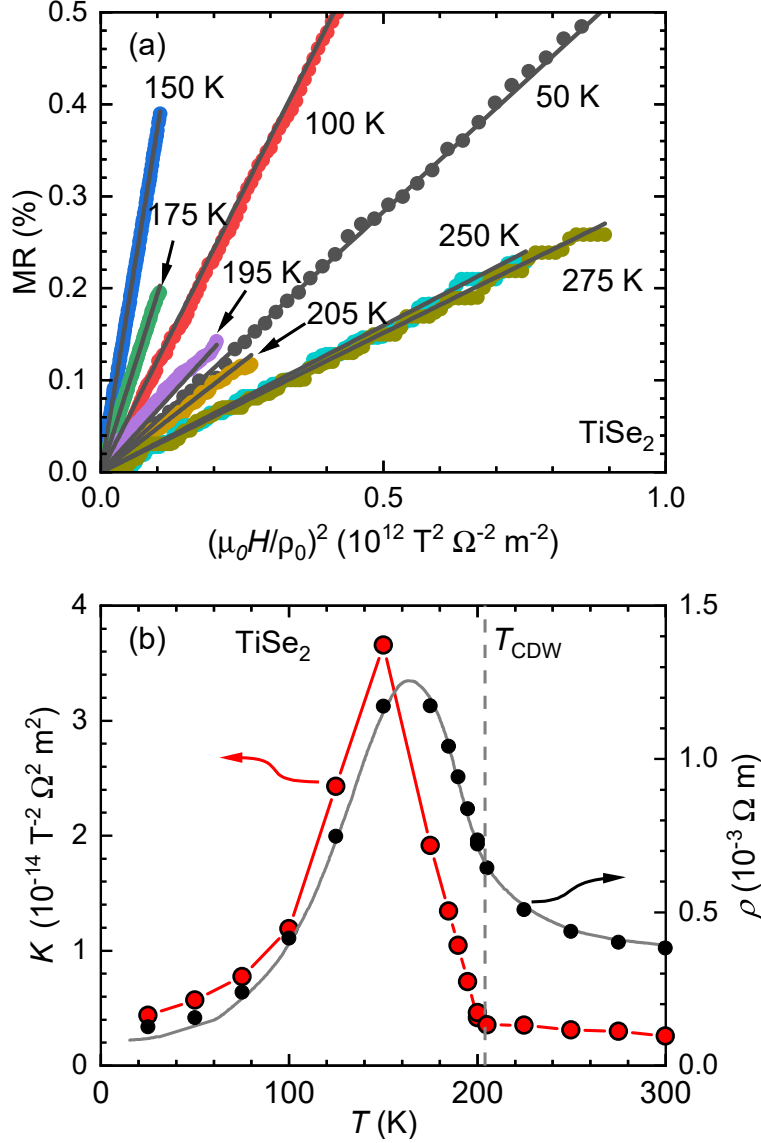 (a)
0.5
0.4
0.3
0.2
0.1
0.0
MR (%)
150 K
100 K
50 K
175 K
195 K
250 K
205 K
275 K
TiSe₂
0.0
0.5
1.0
(μ₀H/ρ₀)² (10¹² T² Ω⁻² m⁻²)
(b)
TiSe₂
T_CDW
4
3
2
1
0
K (10⁻¹⁴ T⁻² Ω² m²)
1.5
1.0
0.5
0.0
ρ (10⁻³ Ω m)
0
100
200
300
T (K)